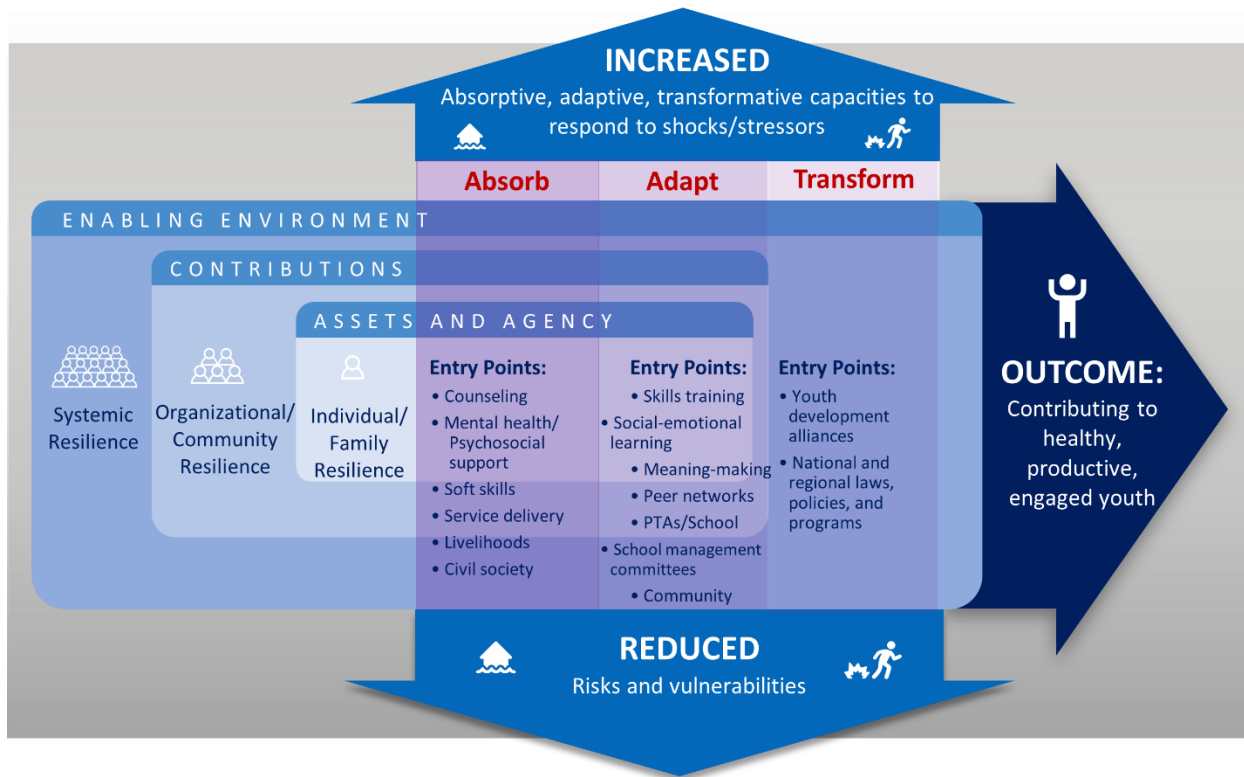 INCREASED
Absorptive, adaptive, transformative capacities to
respond to shocks/stressors
Absorb
Adapt
Transform
ENABLING ENVIRONMENT
CONTRIBUTIONS
ASSETS AND AGENCY
Systemic
Resilience
Organizational/
Community
Resilience
Individual/
Family
Resilience
Entry Points:
• Counseling
• Mental health/
Psychosocial
support
• Soft skills
• Service delivery
• Livelihoods
• Civil society
Entry Points:
• Skills training
• Social-emotional
learning
• Meaning-making
• Peer networks
• PTAs/School
• School management
committees
• Community
Entry Points:
• Youth
development
alliances
• National and
regional laws,
policies, and
programs
OUTCOME:
Contributing to
healthy,
productive,
engaged youth
REDUCED
Risks and vulnerabilities